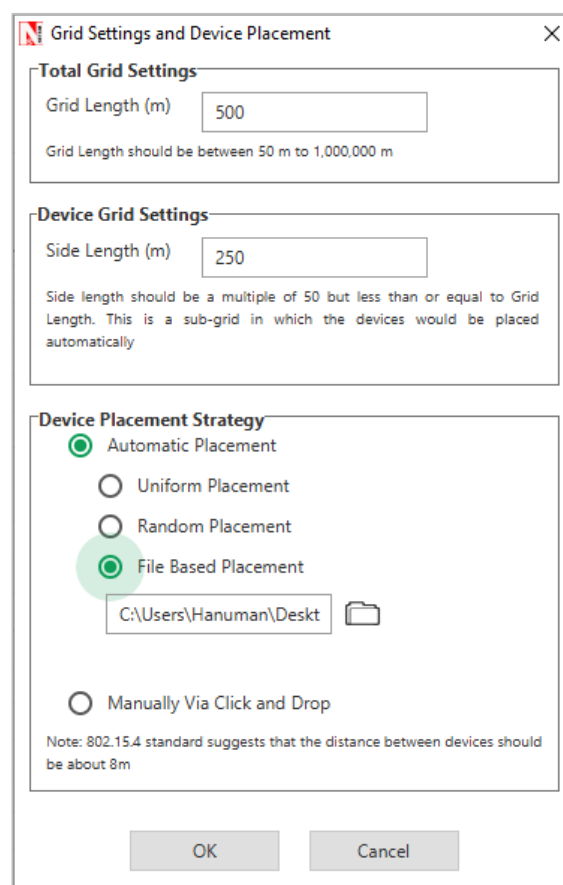 Grid Settings and Device Placement
Total Grid Settings
Grid Length (m) 500
Grid Length should be between 50 m to 1,000,000 m
Device Grid Settings
Side Length (m) 250
Side length should be a multiple of 50 but less than or equal to Grid
Length. This is a sub-grid in which the devices would be placed
automatically
Device Placement Strategy
Automatic Placement
Uniform Placement
Random Placement
File Based Placement
C:\Users\Hanuman\Deskt
Manually Via Click and Drop
Note: 802.15.4 standard suggests that the distance between devices should
be about 8m
OK Cancel